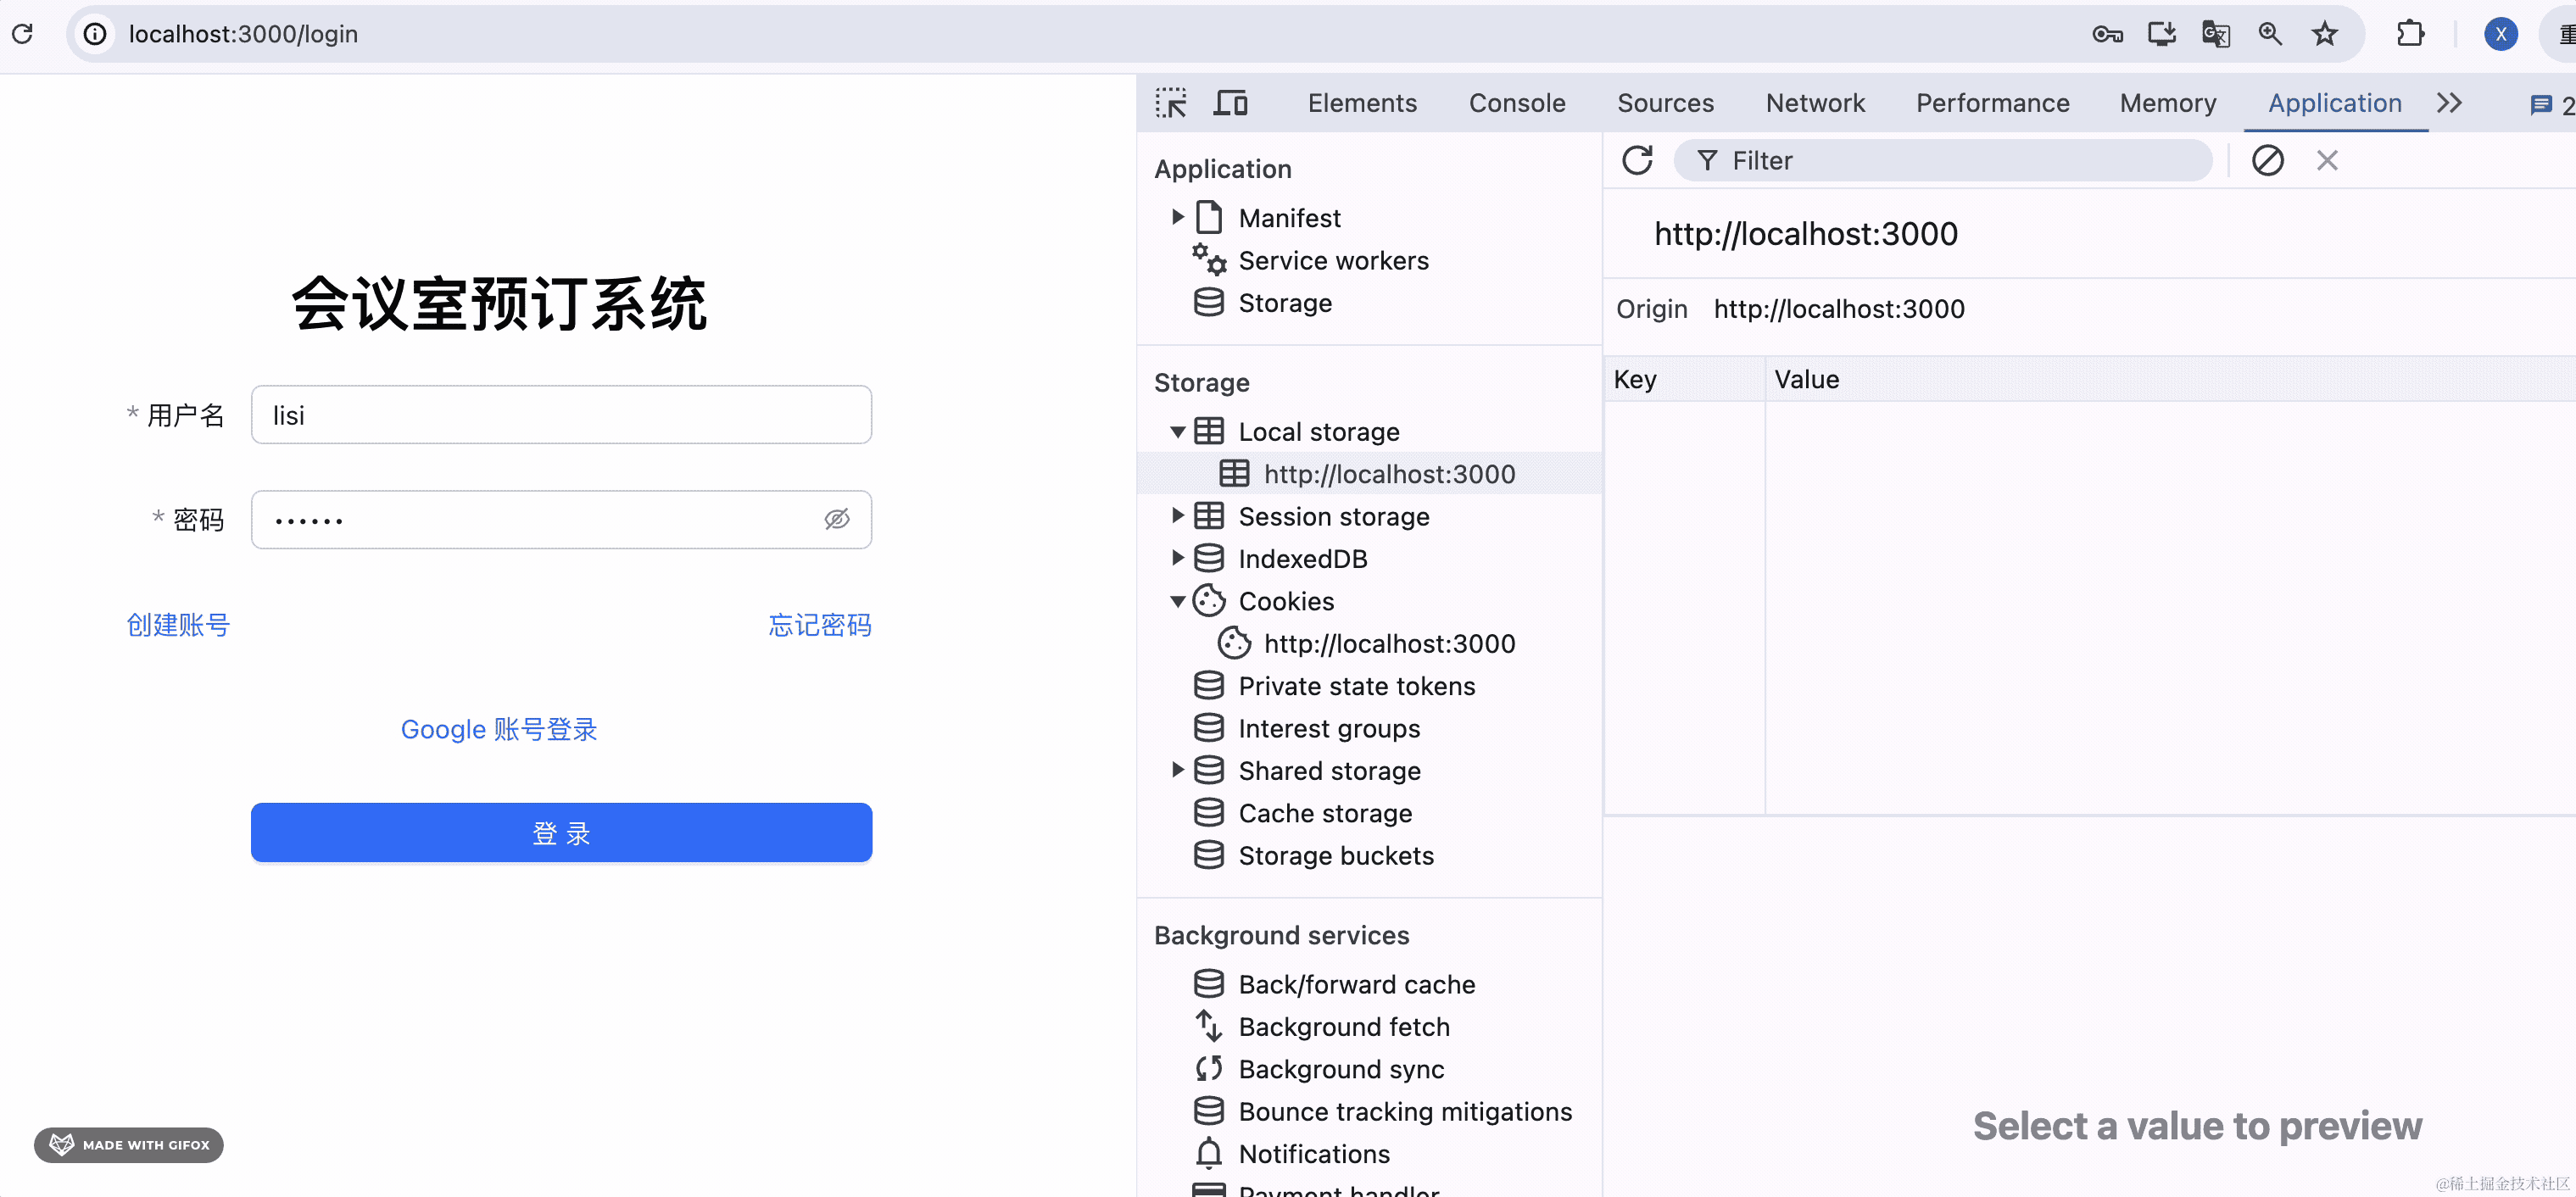 localhost:3000/login
X
重
会议室预订系统
* 用户名
lisi
* 密码
••••••
创建账号
忘记密码
Google 账号登录
登 录
MADE WITH GIFOX
Elements Console Sources Network Performance Memory Application 2
Application
Manifest
Service workers
Storage
Storage
Local storage
http://localhost:3000
Session storage
IndexedDB
Cookies
http://localhost:3000
Private state tokens
Interest groups
Shared storage
Cache storage
Storage buckets
Background services
Back/forward cache
Background fetch
Background sync
Bounce tracking mitigations
Notifications
Payment handler
Filter
http://localhost:3000
Origin http://localhost:3000
Key Value
Select a value to preview
@稀土掘金技术社区